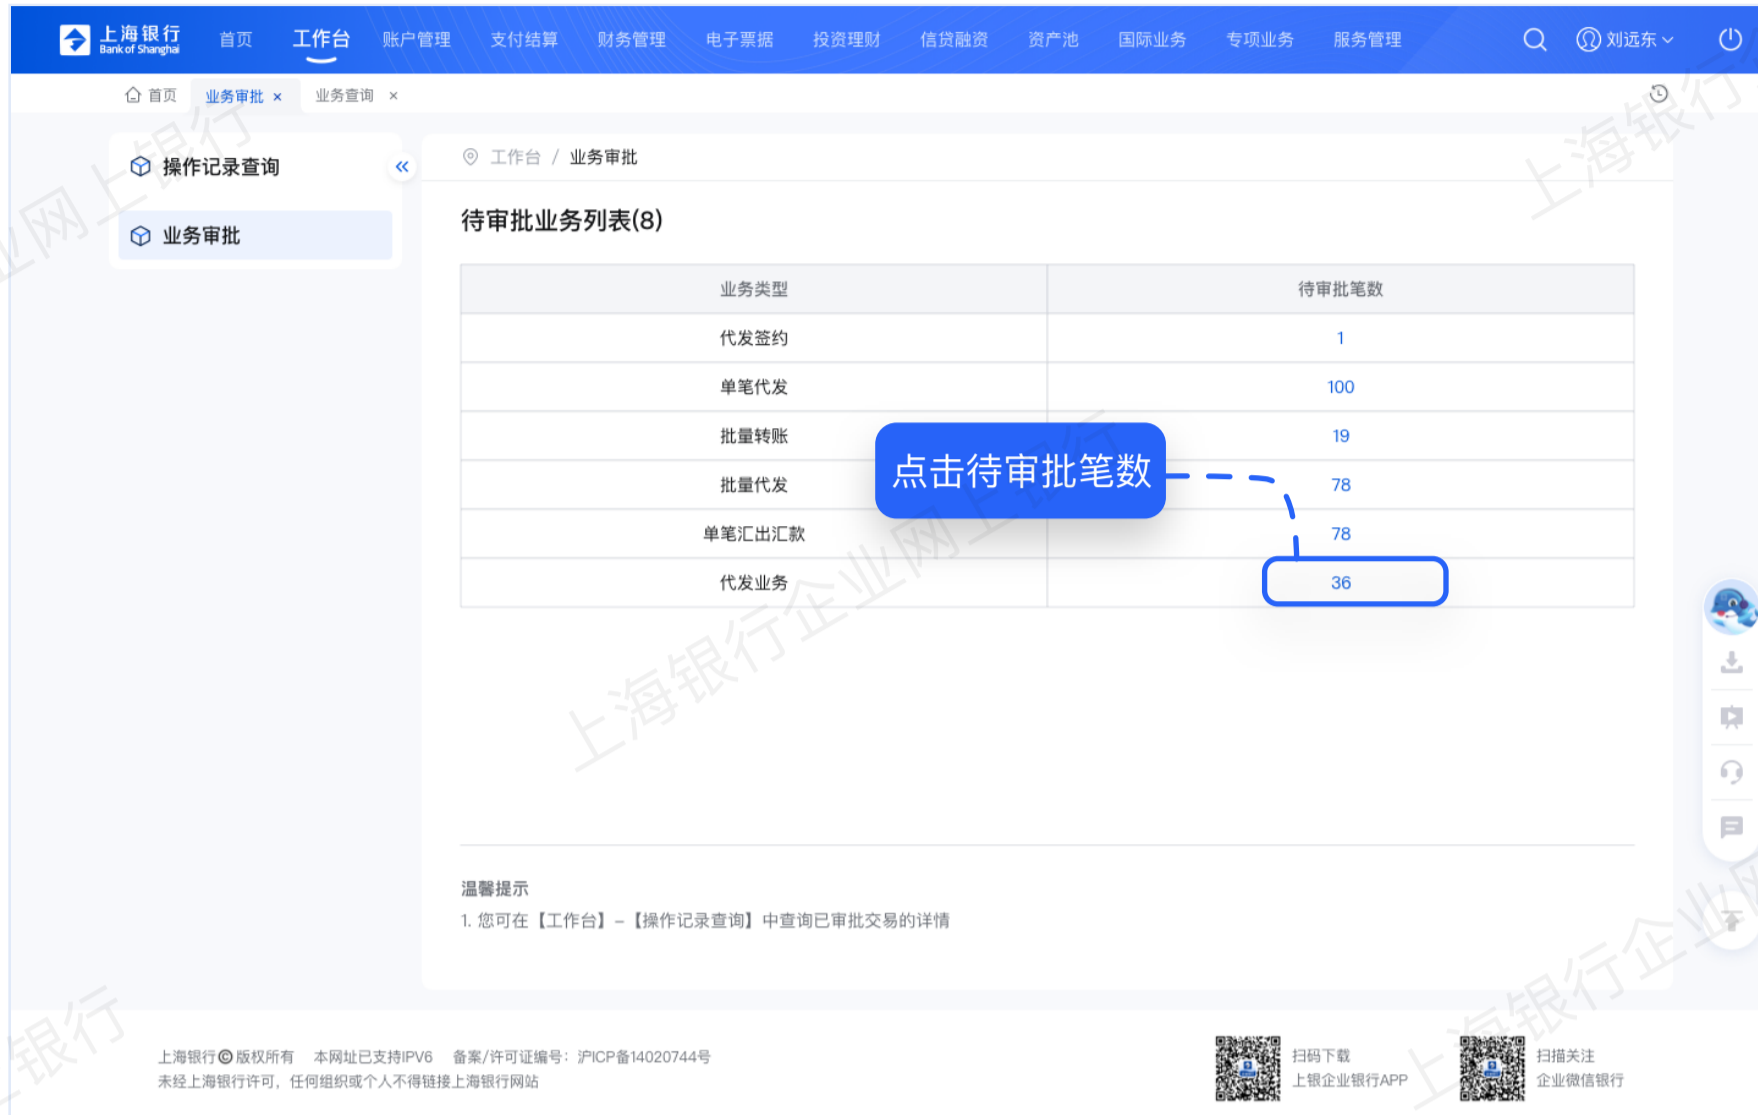 上海银行
Bank of Shanghai
首页 工作台 账户管理 支付结算 财务管理 电子票据 投资理财 信贷融资 资产池 国际业务 专项业务 服务管理 刘远东
首页 业务审批 × 业务查询 ×
操作记录查询
业务审批
工作台 / 业务审批
待审批业务列表(8)
业务类型 待审批笔数
代发签约 1
单笔代发 100
批量转账 19
点击待审批笔数
批量代发 78
单笔汇出汇款 78
代发业务 36
温馨提示
1. 您可在【工作台】–【操作记录查询】中查询已审批交易的详情
上海银行©版权所有 本网址已支持IPV6 备案/许可证编号：沪ICP备14020744号
未经上海银行许可，任何组织或个人不得链接上海银行网站
扫码下载
上银企业银行APP
扫描关注
企业微信银行
上海银行企业网上银行